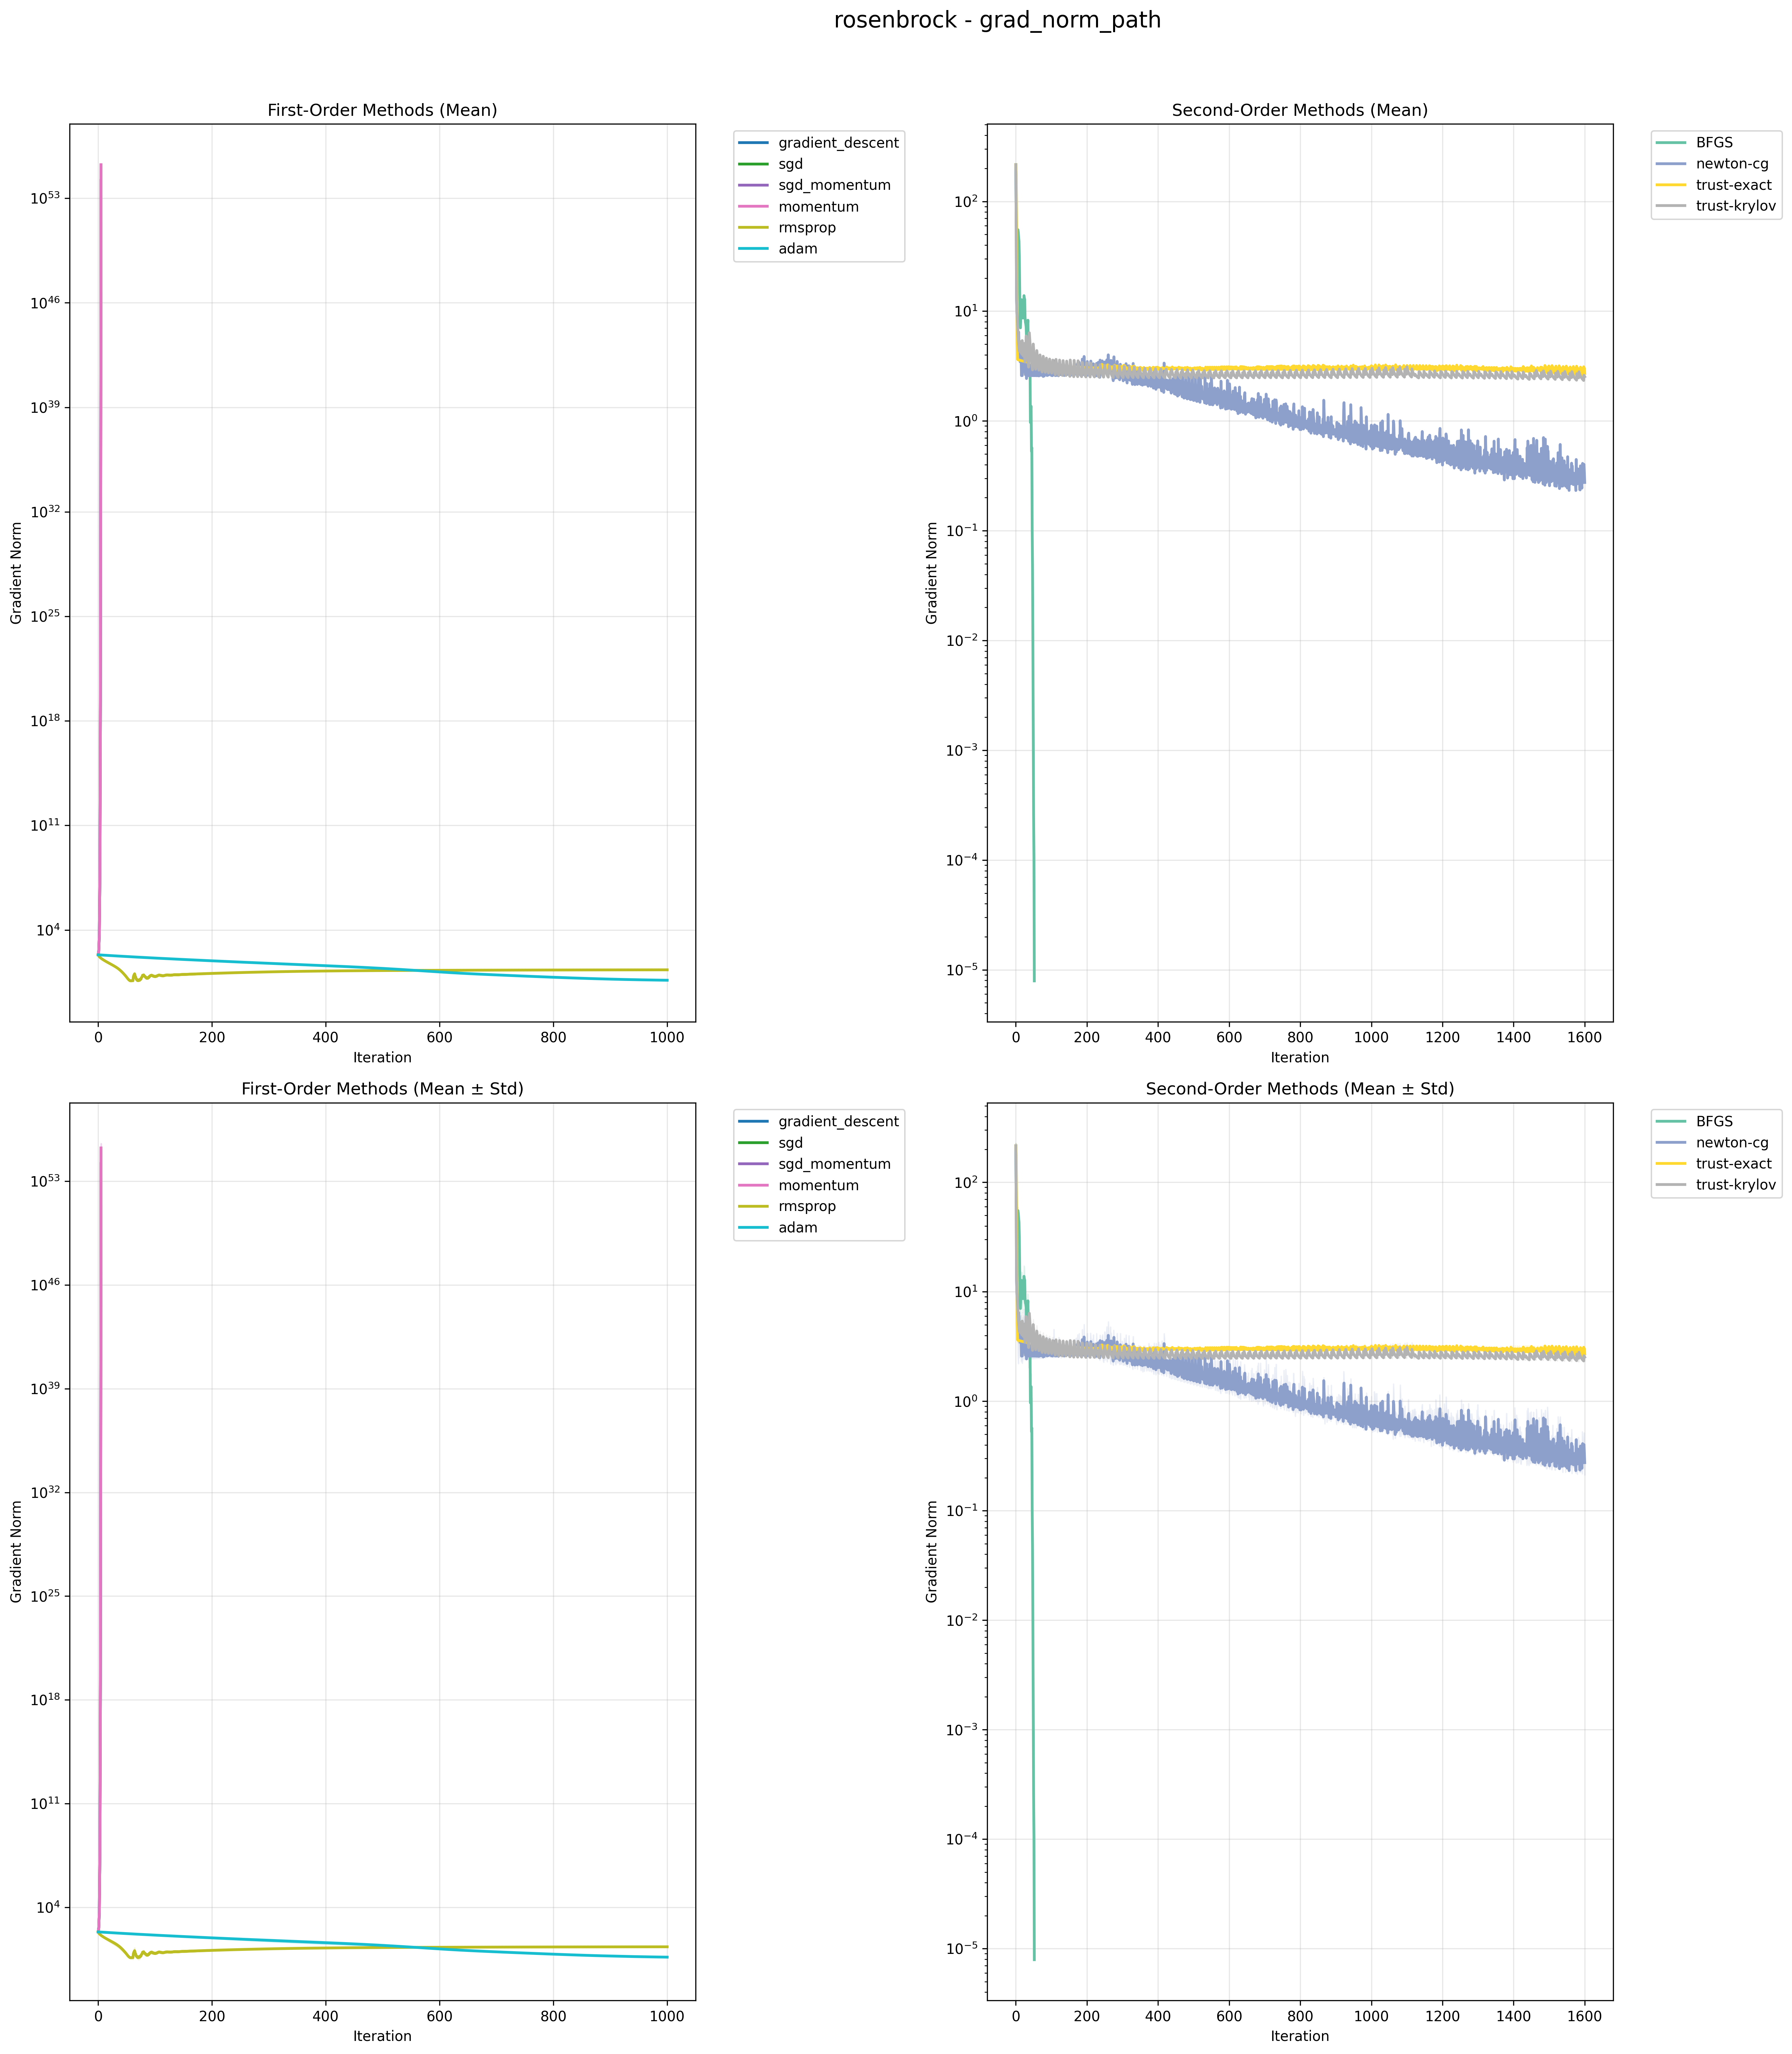 rosenbrock - grad_norm_path
First-Order Methods (Mean)
Gradient Norm
10^53
10^46
10^39
10^32
10^25
10^18
10^11
10^4
0 200 400 600 800 1000
Iteration
gradient_descent
sgd
sgd_momentum
momentum
rmsprop
adam
Second-Order Methods (Mean)
Gradient Norm
10^2
10^1
10^0
10^−1
10^−2
10^−3
10^−4
10^−5
0 200 400 600 800 1000 1200 1400 1600
Iteration
BFGS
newton-cg
trust-exact
trust-krylov
First-Order Methods (Mean ± Std)
Gradient Norm
10^53
10^46
10^39
10^32
10^25
10^18
10^11
10^4
0 200 400 600 800 1000
Iteration
gradient_descent
sgd
sgd_momentum
momentum
rmsprop
adam
Second-Order Methods (Mean ± Std)
Gradient Norm
10^2
10^1
10^0
10^−1
10^−2
10^−3
10^−4
10^−5
0 200 400 600 800 1000 1200 1400 1600
Iteration
BFGS
newton-cg
trust-exact
trust-krylov